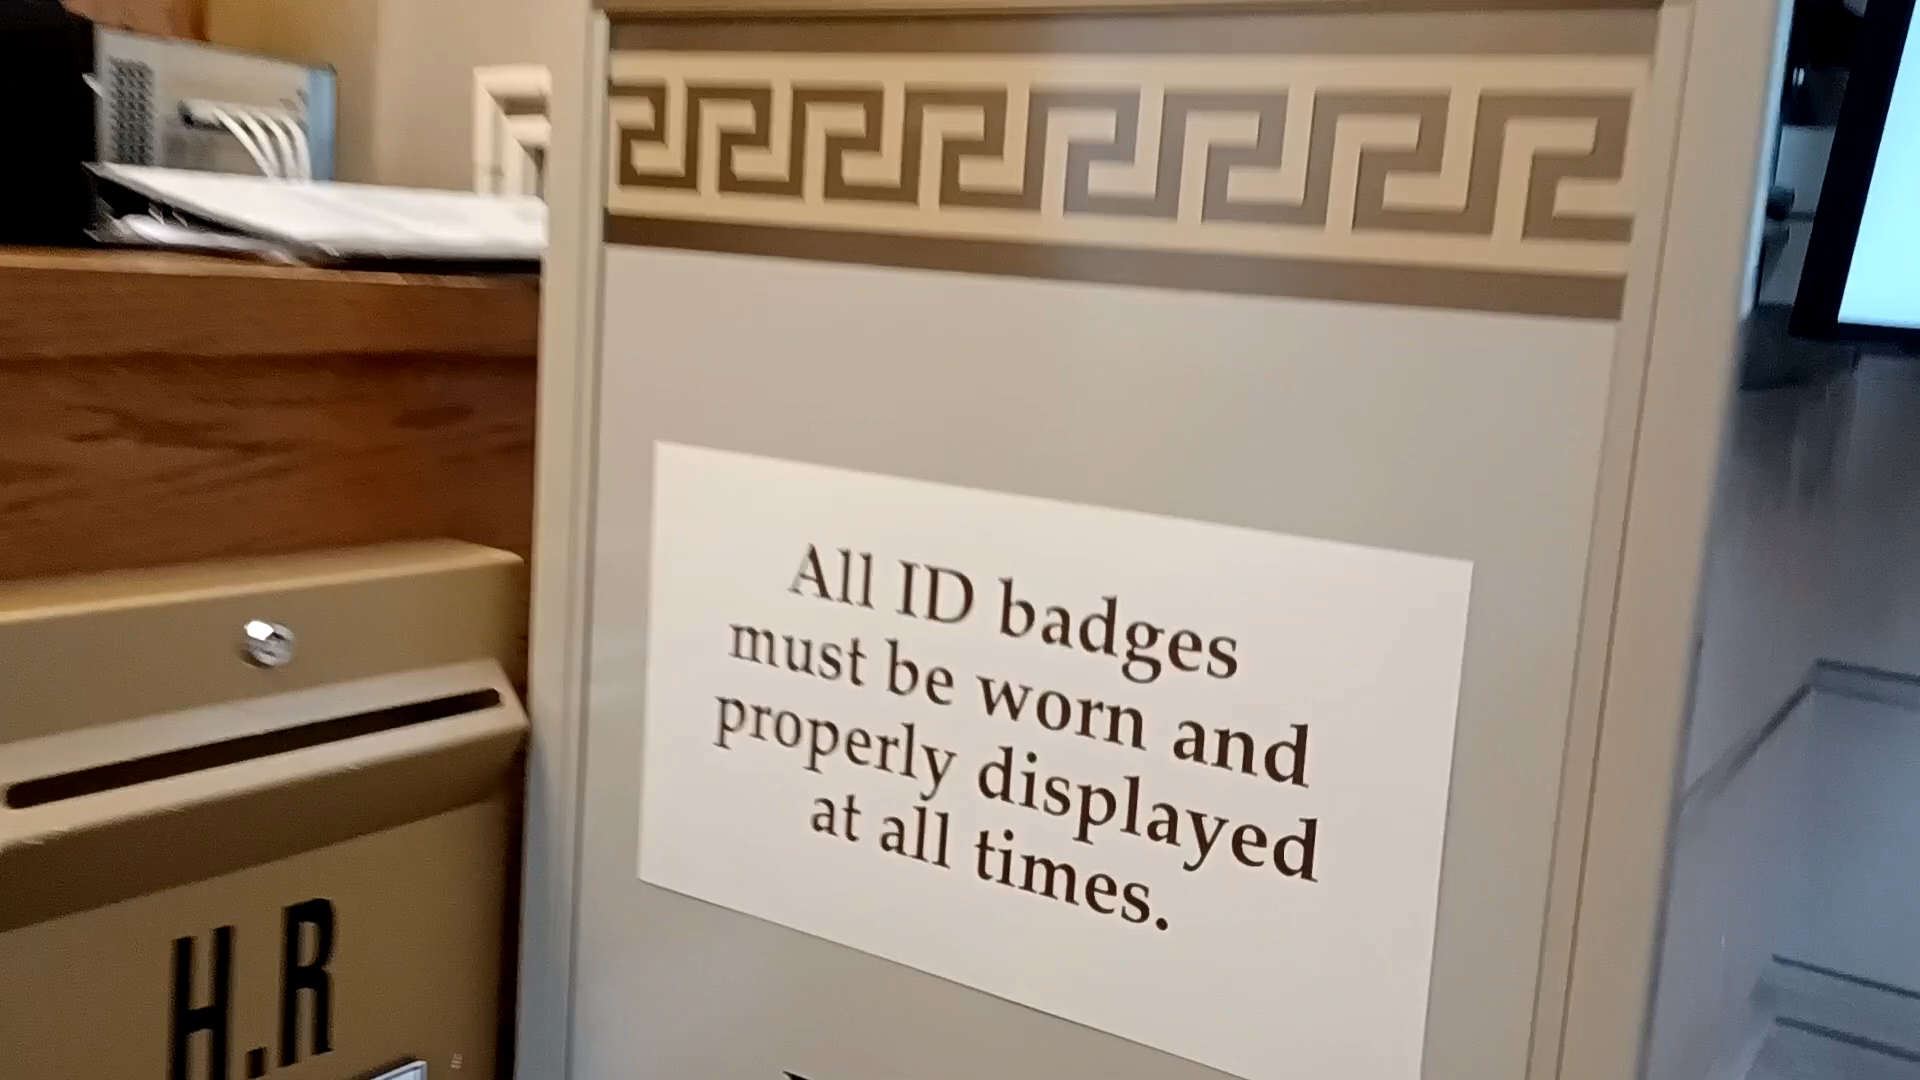 All ID badges
must be worn and
properly displayed
at all times.
H.R